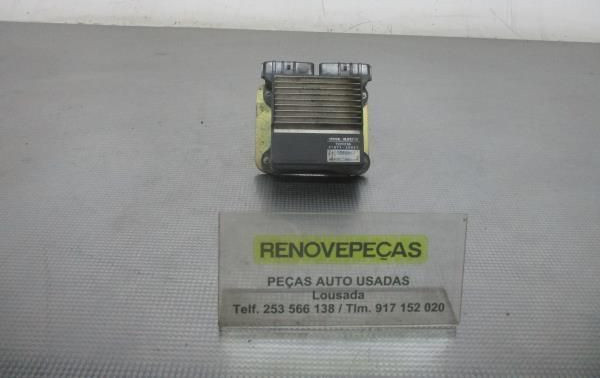 RENOVEPEÇAS
PEÇAS AUTO USADAS
Lousada
Telf. 253 566 138 / Tlm. 917 152 020